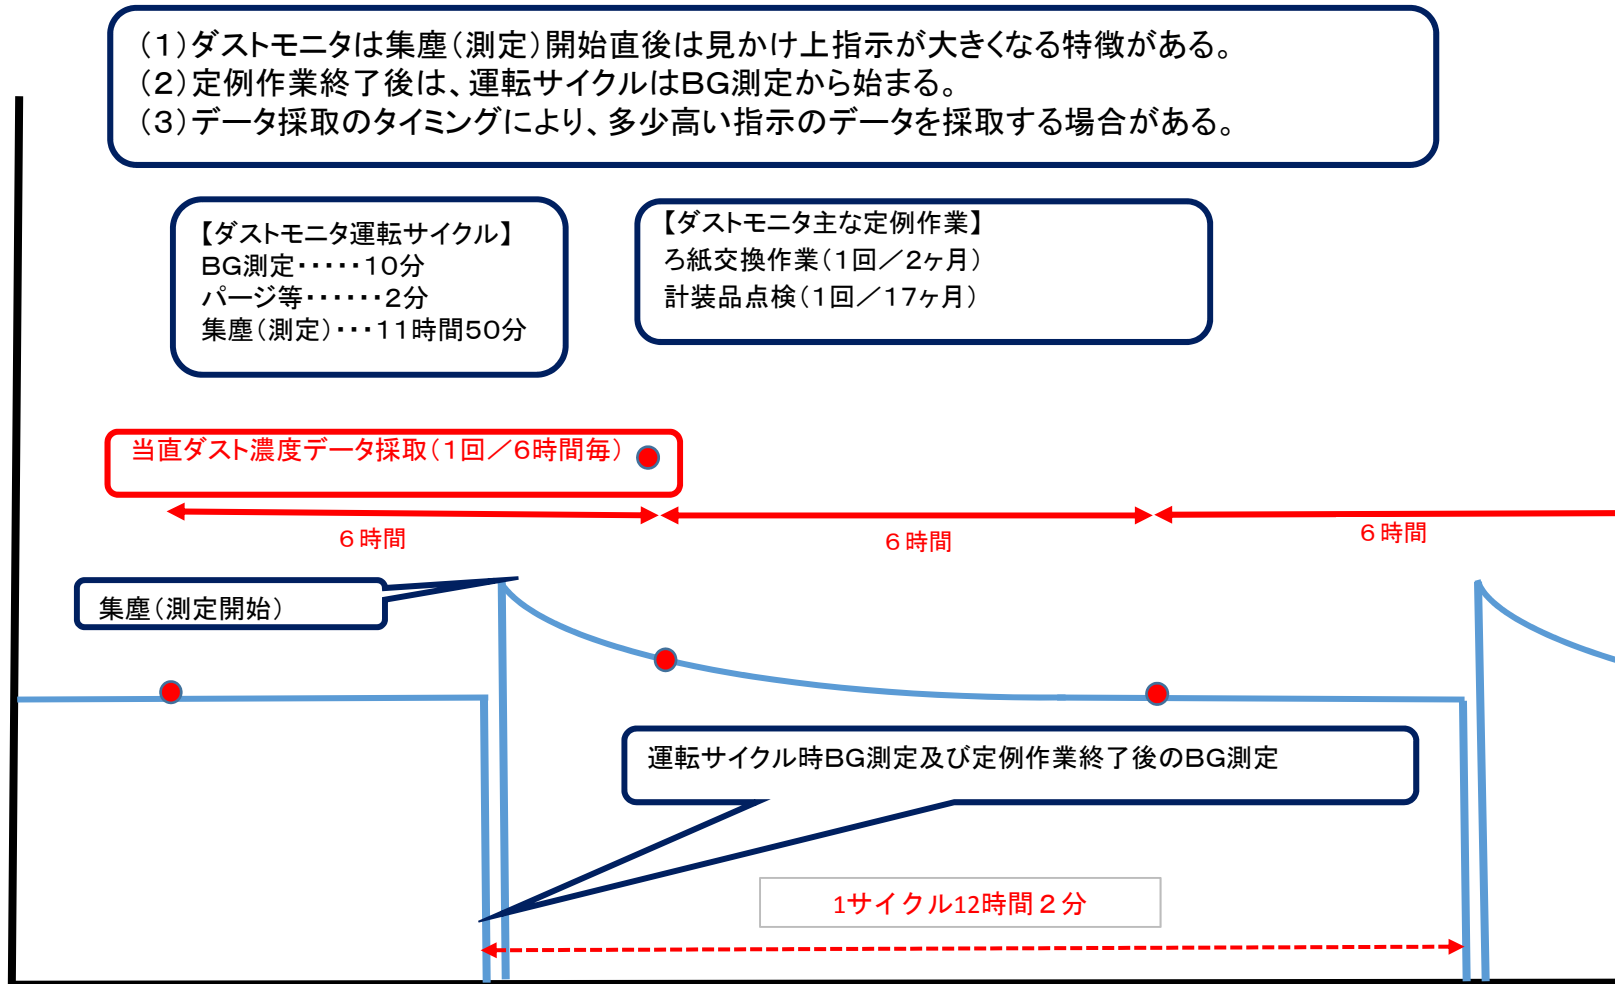 (1)ダストモニタは集塵(測定)開始直後は見かけ上指示が大きくなる特徴がある。
(2)定例作業終了後は、運転サイクルはBG測定から始まる。
(3)データ採取のタイミングにより、多少高い指示のデータを採取する場合がある。
【ダストモニタ運転サイクル】
BG測定・・・・・10分
パージ等・・・・・・2分
集塵(測定)・・・11時間50分
【ダストモニタ主な定例作業】
ろ紙交換作業(1回/2ヶ月)
計装品点検(1回/17ヶ月)
当直ダスト濃度データ採取(1回/6時間毎)
6時間
6時間
6時間
集塵(測定開始)
運転サイクル時BG測定及び定例作業終了後のBG測定
1サイクル12時間2分